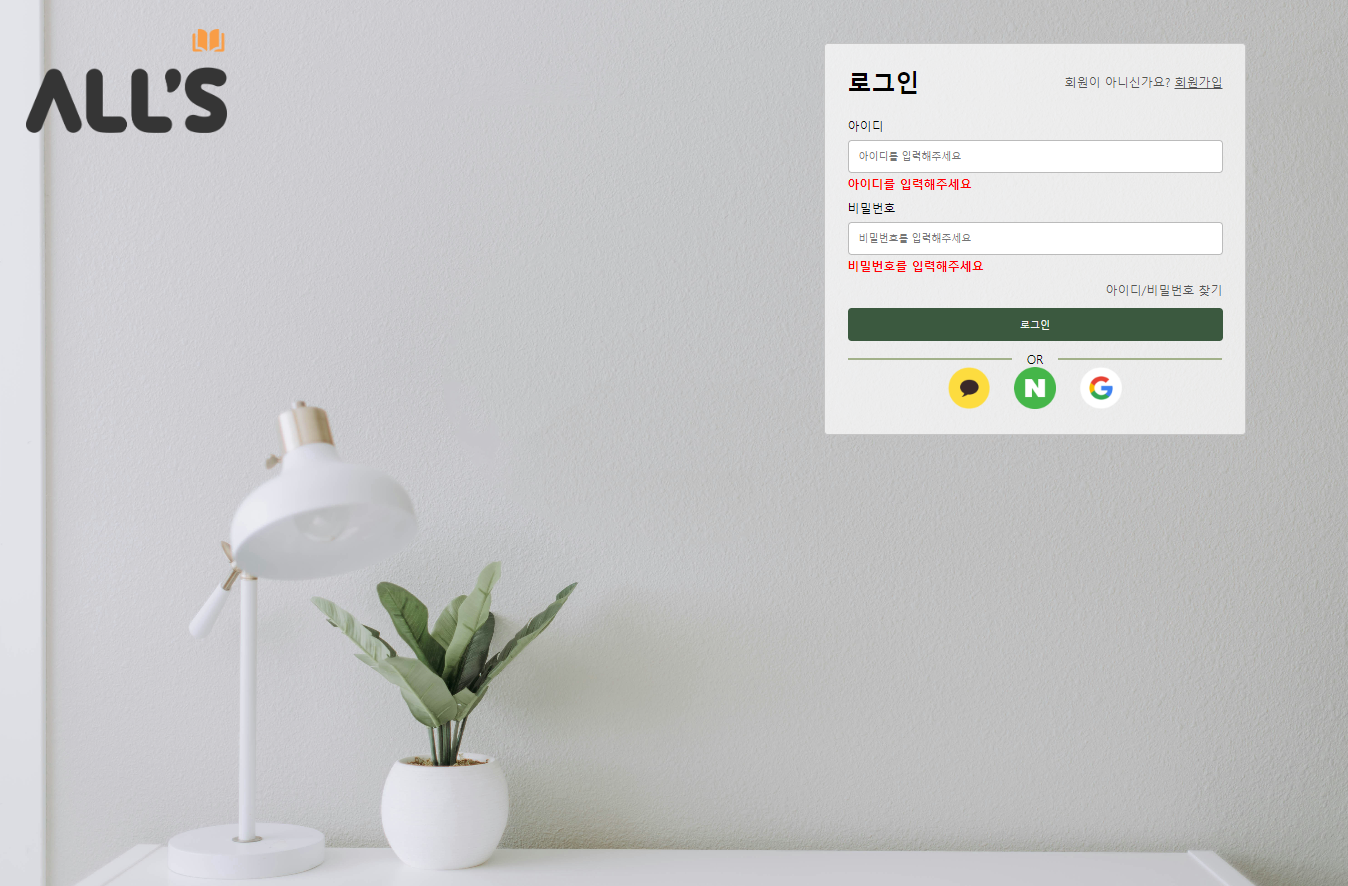 ALL'S
로그인
회원이 아니신가요? 회원가입
아이디
아이디를 입력해주세요
아이디를 입력해주세요
비밀번호
비밀번호를 입력해주세요
비밀번호를 입력해주세요
아이디/비밀번호 찾기
로그인
OR
N
G